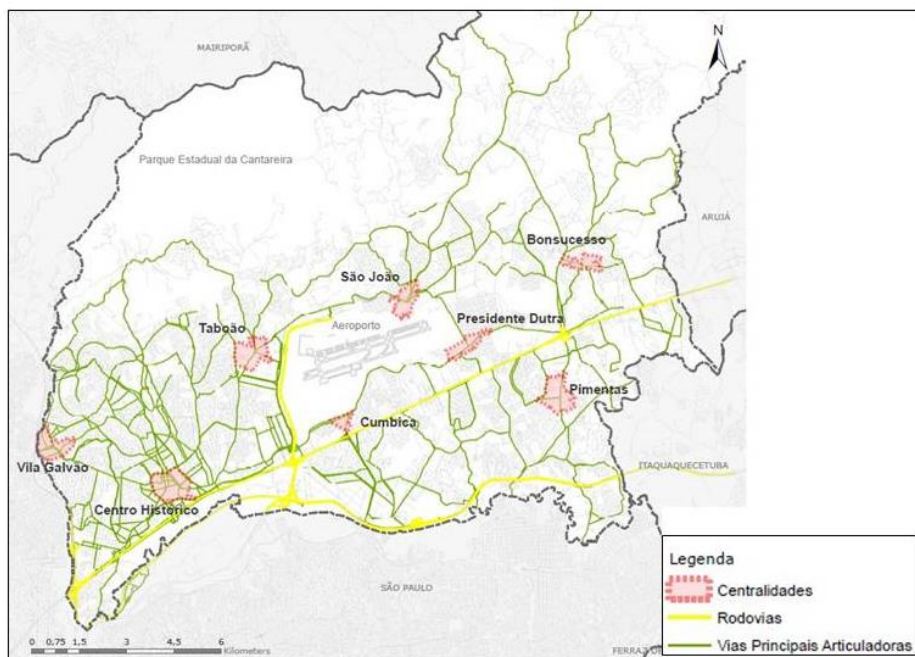 MAIRIPORÃ
N
Parque Estadual da Cantareira
ARUJÁ
Bonsucesso
São João
Presidente Dutra
Aeroporto
Taboão
Pimentas
Cumbica
Vila Galvão
ITAQUAQUECETUBA
Centro Histórico
SÃO PAULO
Legenda
Centralidades
Rodovias
Vias Principais Articuladoras
0 0,75 1,5 3 4,5 6
Kilometers
FERRAZ D